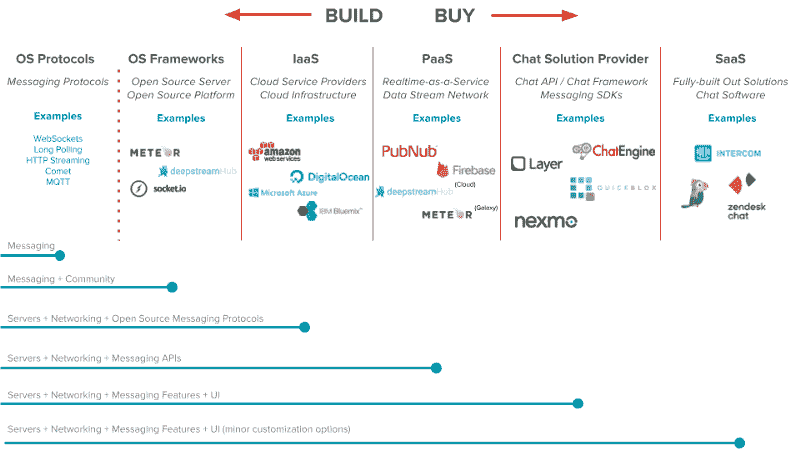 BUILD BUY
OS Protocols
Messaging Protocols
Examples
WebSockets
Long Polling
HTTP Streaming
Comet
MQTT
OS Frameworks
Open Source Server
Open Source Platform
Examples
METEOR
deepstreamHub
socket.io
IaaS
Cloud Service Providers
Cloud Infrastructure
Examples
amazon
web services
DigitalOcean
Microsoft Azure
IBM Bluemix™
PaaS
Realtime-as-a-Service
Data Stream Network
Examples
PubNub
Firebase
(Cloud)
deepstreamHub
METEOR (Galaxy)
Chat Solution Provider
Chat API / Chat Framework
Messaging SDKs
Examples
ChatEngine
Layer
QUICKBLOX
nexmo
SaaS
Fully-built Out Solutions
Chat Software
Examples
INTERCOM
zendesk
chat
Messaging
Messaging + Community
Servers + Networking + Open Source Messaging Protocols
Servers + Networking + Messaging APIs
Servers + Networking + Messaging Features + UI
Servers + Networking + Messaging Features + UI (minor customization options)